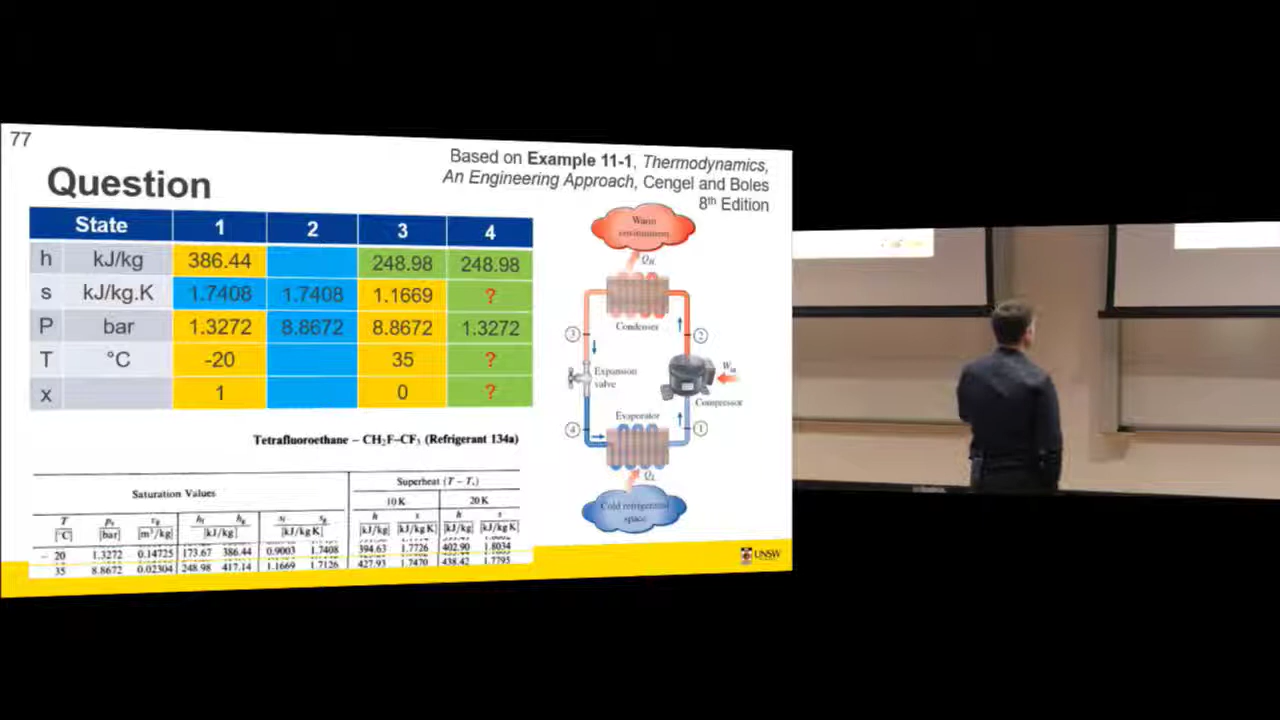 77
Question
Based on Example 11-1, Thermodynamics,
An Engineering Approach, Cengel and Boles
8th Edition
State 1 2 3 4
h kJ/kg 386.44 248.98 248.98
s kJ/kg.K 1.7408 1.7408 1.1669 ?
P bar 1.3272 8.8672 8.8672 1.3272
T °C -20 35 ?
x 1 0 ?
Warm
environment
QH
Condenser
3
2
Expansion
valve
Win
Compressor
Evaporator
4
1
QL
Cold refrigerated
space
Tetrafluoroethane – CH₂F–CF₃ (Refrigerant 134a)
Saturation Values
Superheat (T – Ts)
10 K 20 K
T ps vg hf hg sf sg h s h s
[°C] [bar] [m³/kg] [kJ/kg] [kJ/kg K] [kJ/kg] [kJ/kg K] [kJ/kg] [kJ/kg K]
– 20 1.3272 0.14725 173.67 386.44 0.9003 1.7408 394.63 1.7726 402.90 1.8034
35 8.8672 0.02304 248.98 417.14 1.1669 1.7126 427.93 1.7470 438.42 1.7795
UNSW